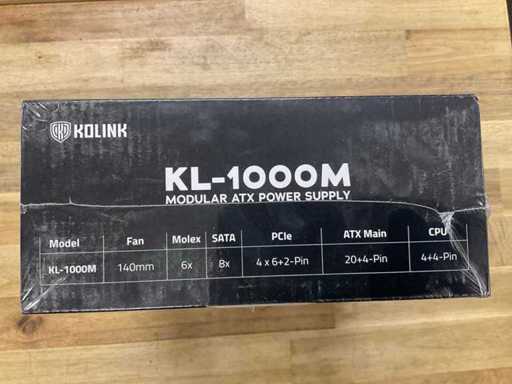 KOLINK
KL-1000M
MODULAR ATX POWER SUPPLY
Model Fan Molex SATA PCIe ATX Main CPU
KL-1000M 140mm 6x 8x 4 x 6+2-Pin 20+4-Pin 4+4-Pin